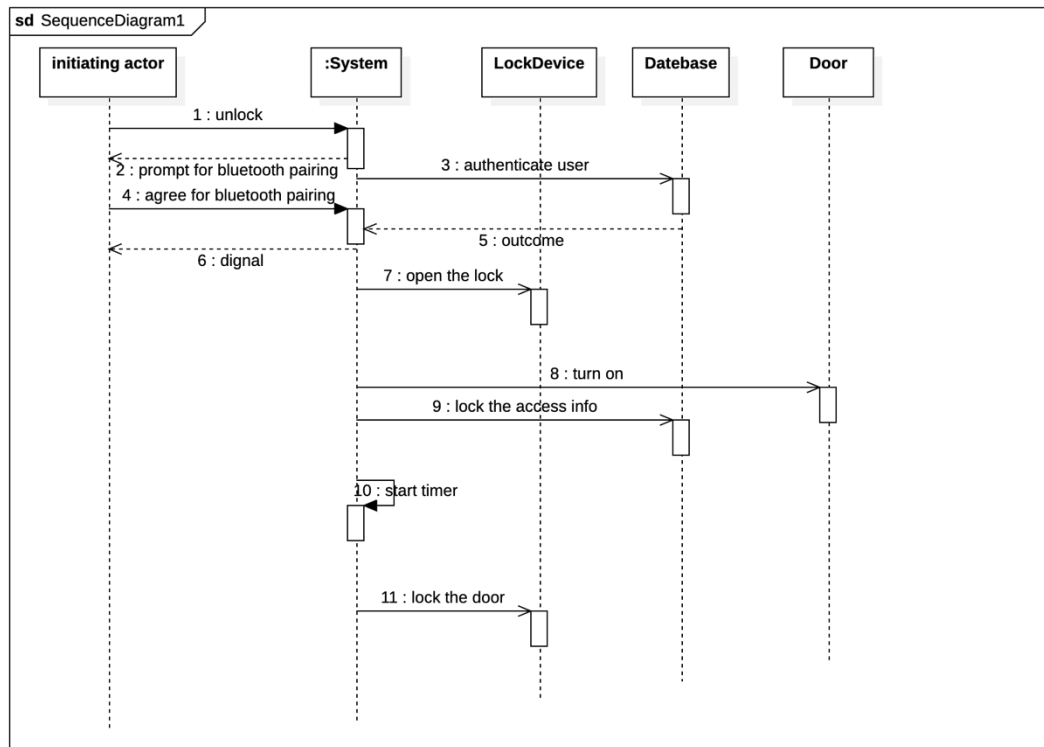 sd SequenceDiagram1
initiating actor
:System
LockDevice
Datebase
Door
1 : unlock
2 : prompt for bluetooth pairing
3 : authenticate user
4 : agree for bluetooth pairing
5 : outcome
6 : dignal
7 : open the lock
8 : turn on
9 : lock the access info
10 : start timer
11 : lock the door